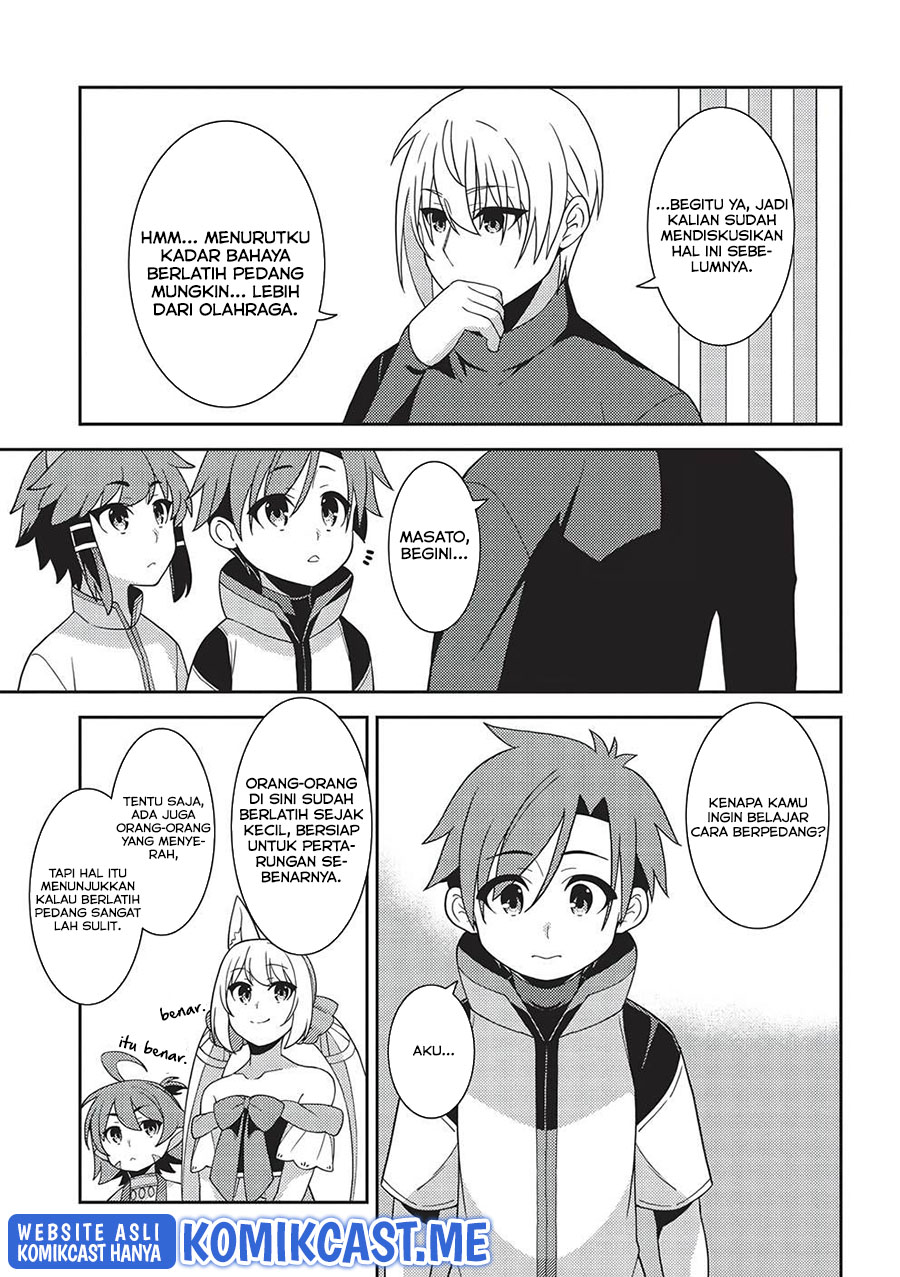 ...BEGITU YA, JADI
KALIAN SUDAH
MENDISKUSIKAN
HAL INI SEBE-
LUMNYA.
HMM... MENURUTKU
KADAR BAHAYA
BERLATIH PEDANG
MUNGKIN... LEBIH
DARI OLAHRAGA.
MASATO,
BEGINI...
KENAPA KAMU
INGIN BELAJAR
CARA BERPEDANG?
AKU...
ORANG-ORANG
DI SINI SUDAH
BERLATIH SEJAK
KECIL, BERSIAP
UNTUK PERTA-
RUNGAN SE-
BENARNYA.
TENTU SAJA,
ADA JUGA
ORANG-ORANG
YANG MENYE-
RAH,
TAPI HAL ITU
MENUNJUKKAN
KALAU BERLATIH
PEDANG SANGAT
LAH SULIT.
benar.
itu benar.
WEBSITE ASLI
KOMIKCAST HANYA
KOMIKCAST.ME